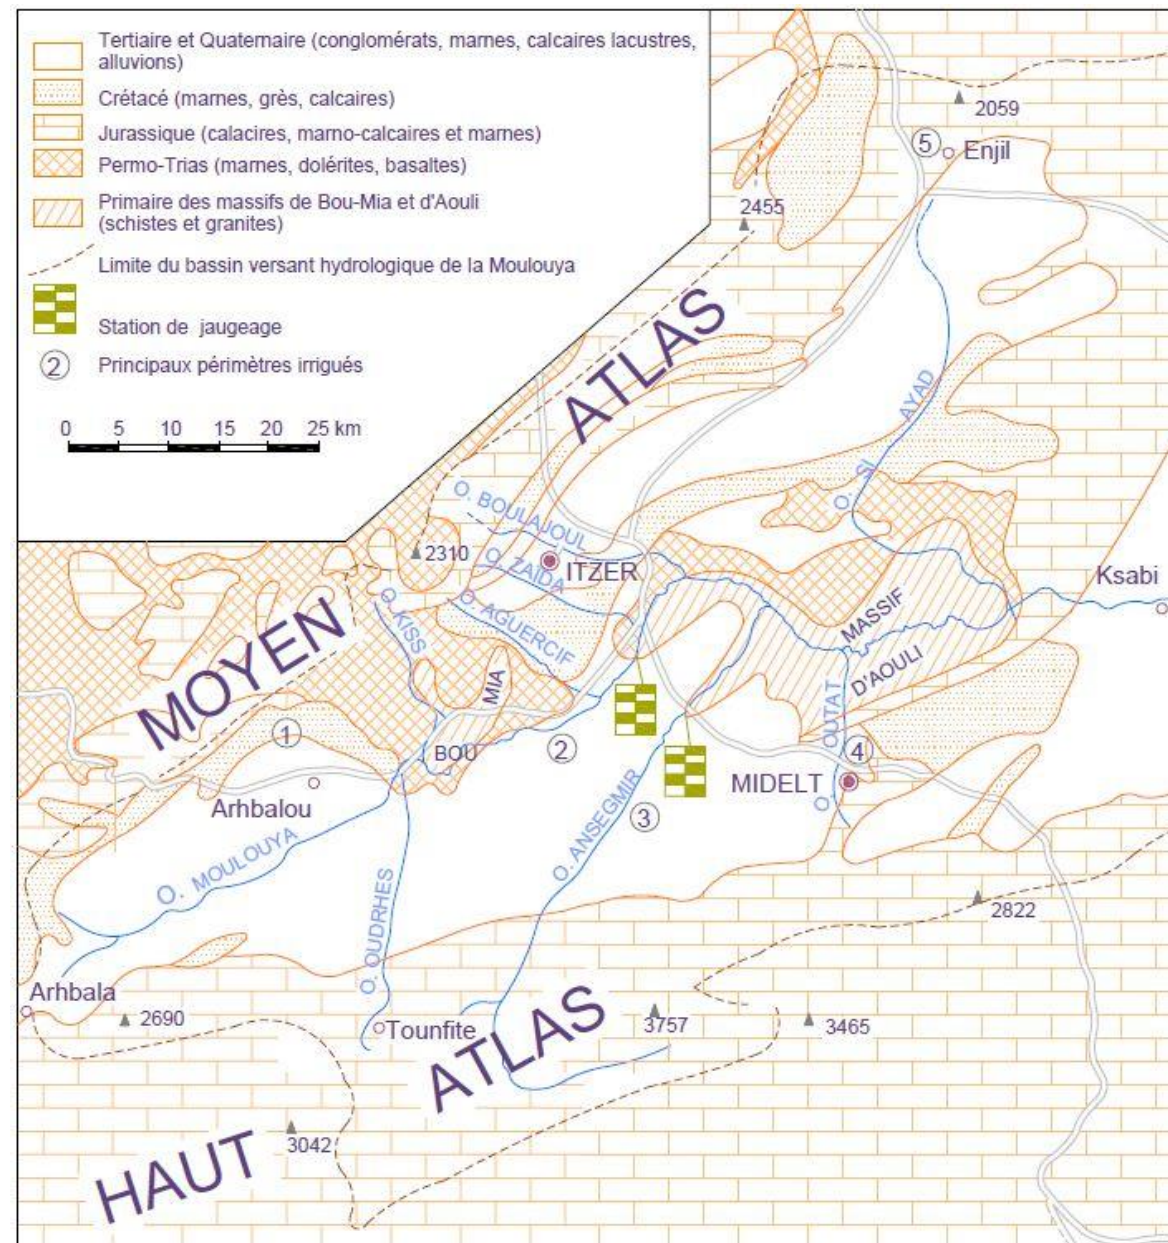 Tertiaire et Quaternaire (conglomérats, marnes, calcaires lacustres,
alluvions)
Crétacé (marnes, grès, calcaires)
Jurassique (calacires, marno-calcaires et marnes)
Permo-Trias (marnes, dolérites, basaltes)
Primaire des massifs de Bou-Mia et d'Aouli
(schistes et granites)
Limite du bassin versant hydrologique de la Moulouya
Station de jaugeage
2 Principaux périmètres irrigués
0 5 10 15 20 25 km
2059
5 Enjil
2455
ATLAS
O. SI AYAD
O. BOULAJOUL
2310
ITZER
O. ZAIDA
Ksabi
O. AGUERCIF
O. KISS
MASSIF
D'AOULI
MOYEN
MIA
BOU
1
2
O. OUTAT
4
MIDELT
Arhbalou
3
O. ANSEGMIR
O. MOULOUYA
2822
O. OUDRHES
Arhbala
2690
Tounfite
ATLAS
3757
3465
3042
HAUT